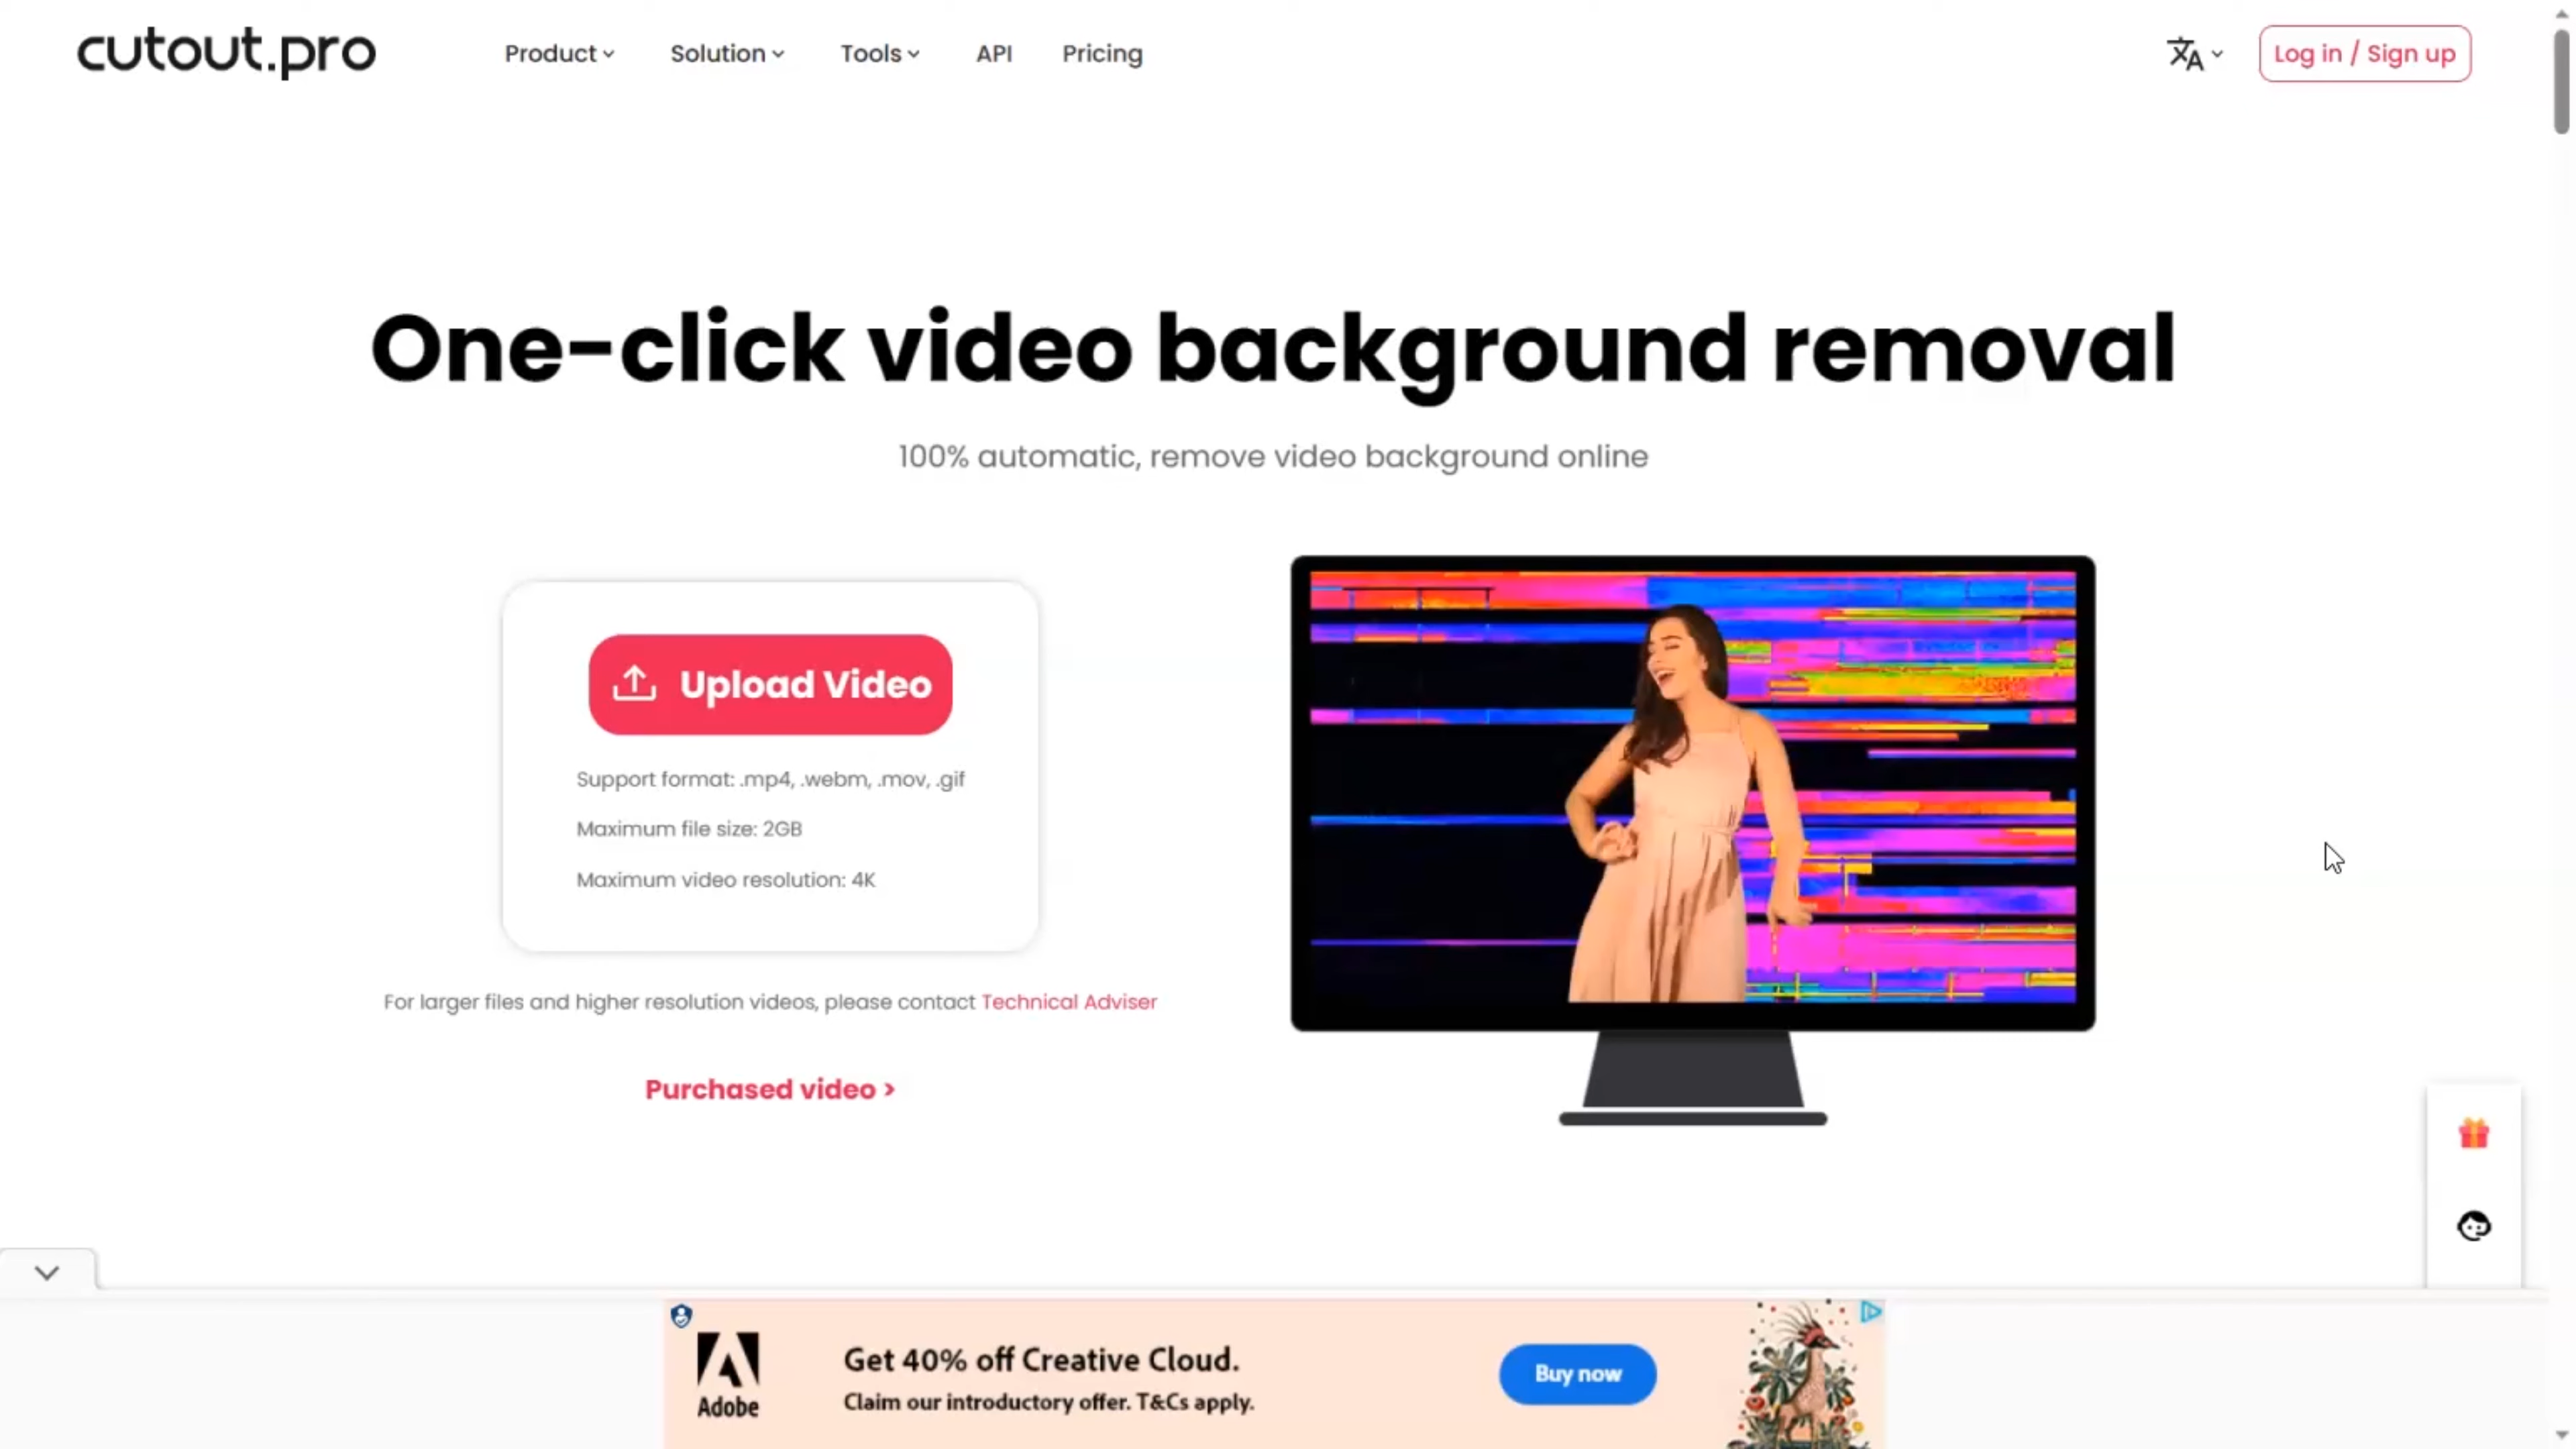 cutout.pro
Product Solution Tools API Pricing
Log in / Sign up
One-click video background removal
100% automatic, remove video background online
Upload Video
Support format: .mp4, .webm, .mov, .gif
Maximum file size: 2GB
Maximum video resolution: 4K
For larger files and higher resolution videos, please contact Technical Adviser
Purchased video >
Adobe
Get 40% off Creative Cloud.
Claim our introductory offer. T&Cs apply.
Buy now